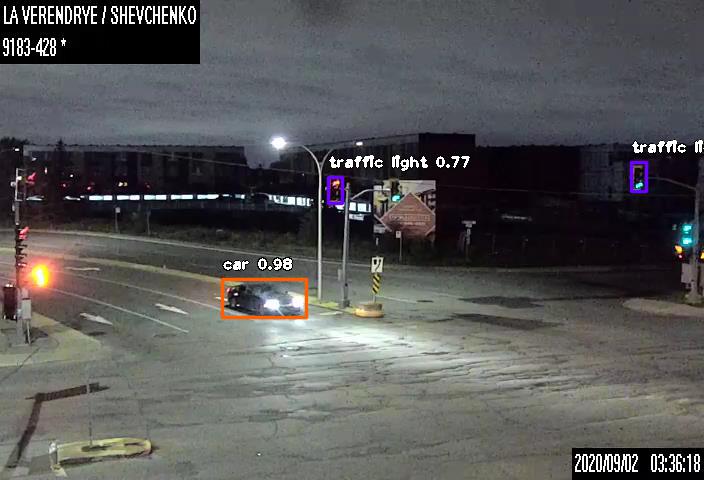 LA VERENDRYE / SHEVCHENKO
9183-428 *
traffic light 0.77
traffic li
car 0.98
2020/09/02 03:36:18